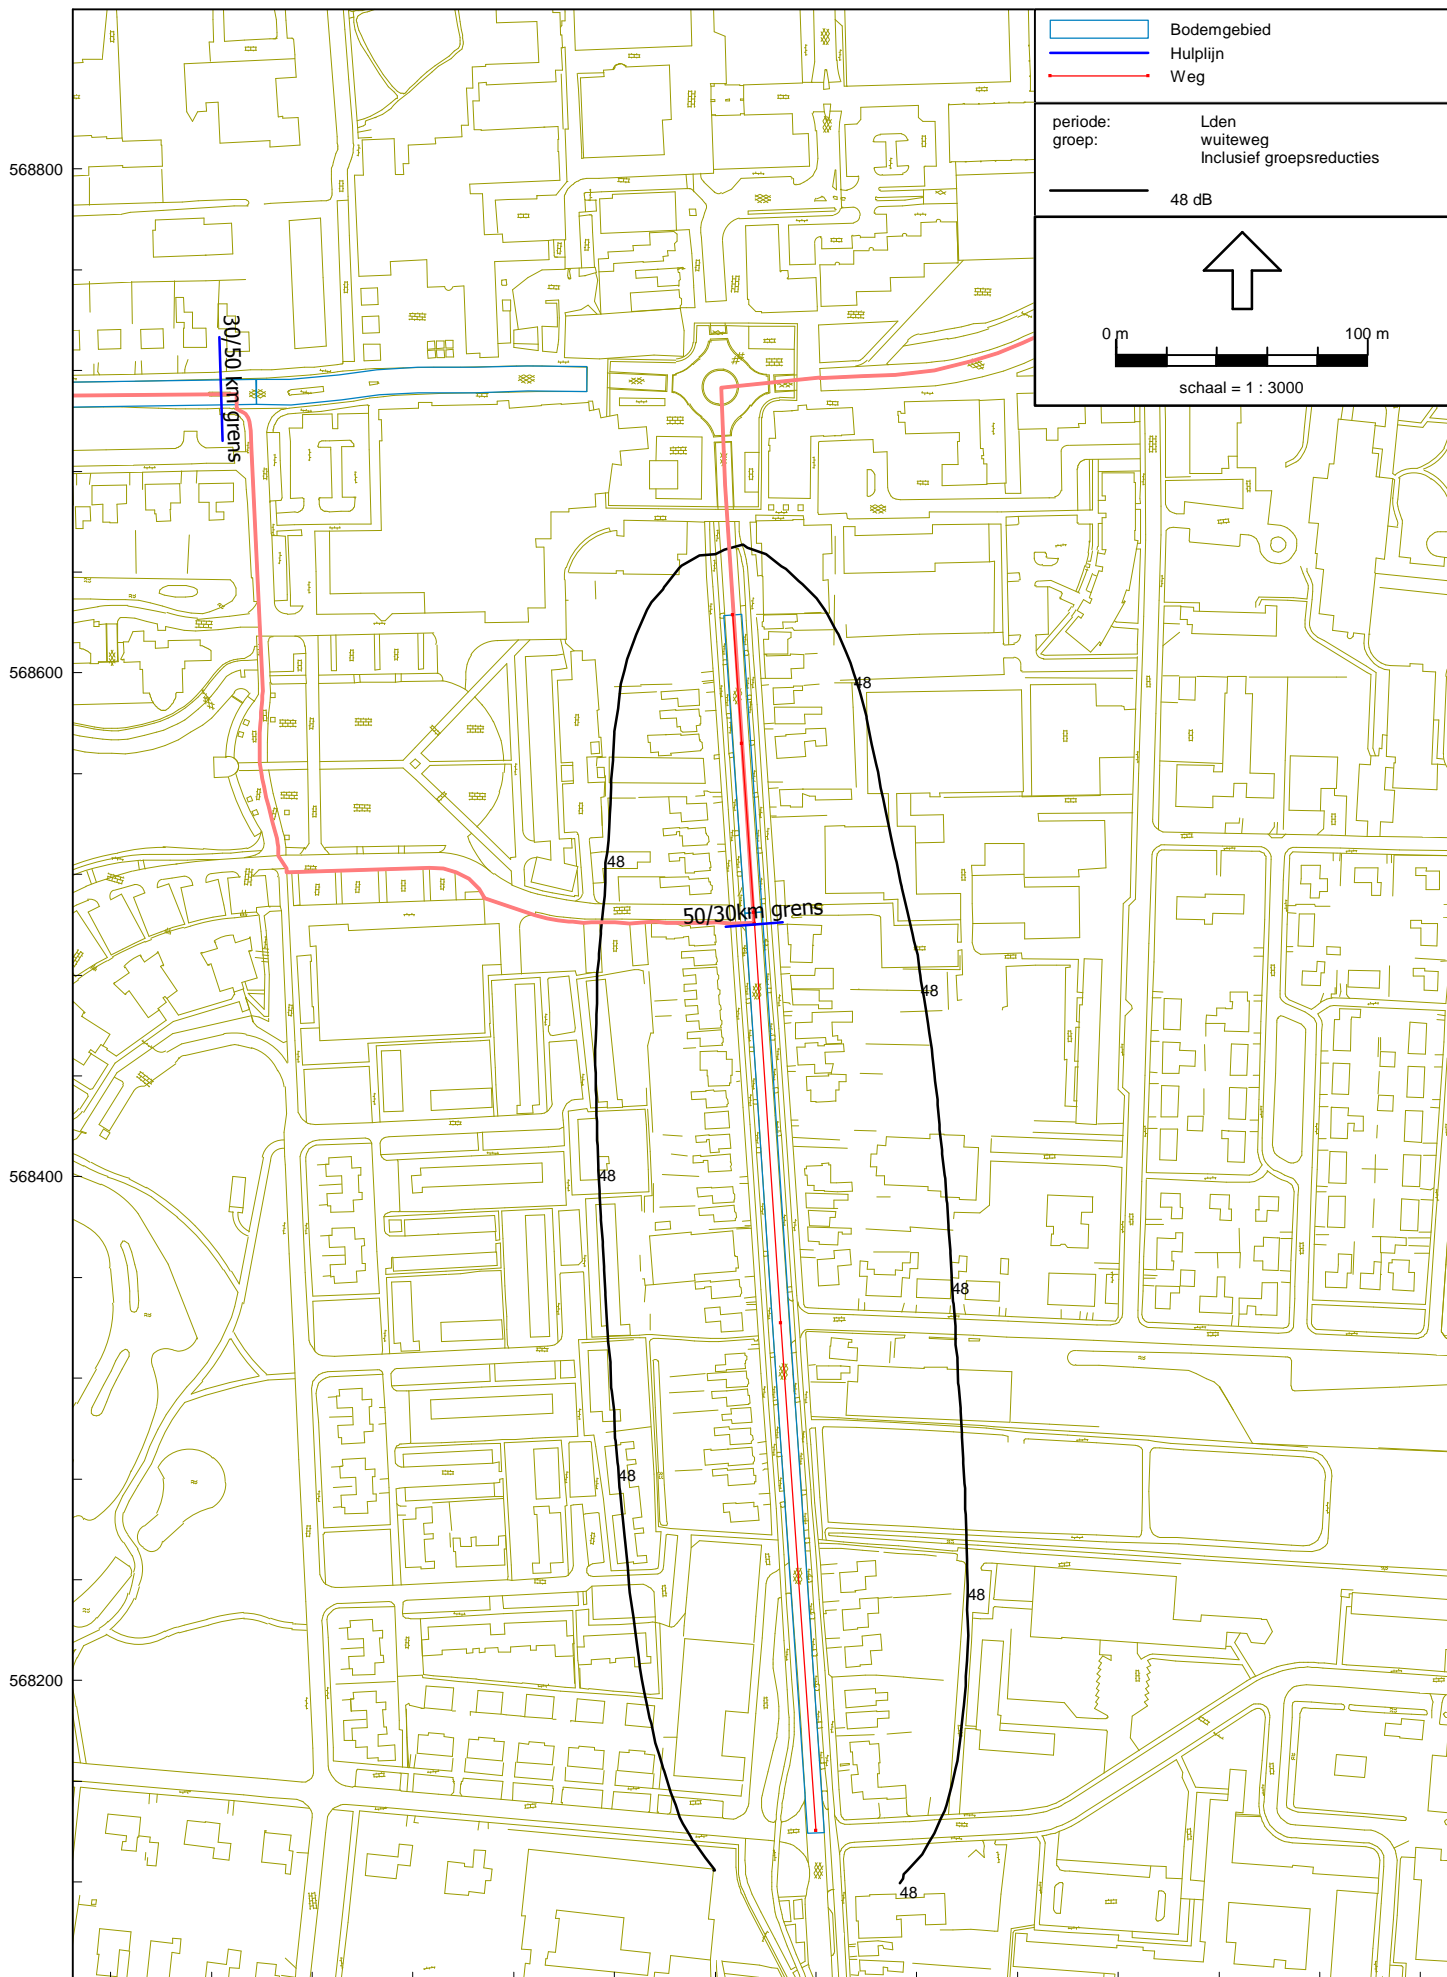 Bodemgebied
Hulplijn
Weg
periode: Lden
groep: wuiteweg
Inclusief groepsreducties
48 dB
0 m 100 m
schaal = 1 : 3000
568800
30/50 km grens
568600
48
48
50/30km grens
48
568400
48
48
48
48
568200
48